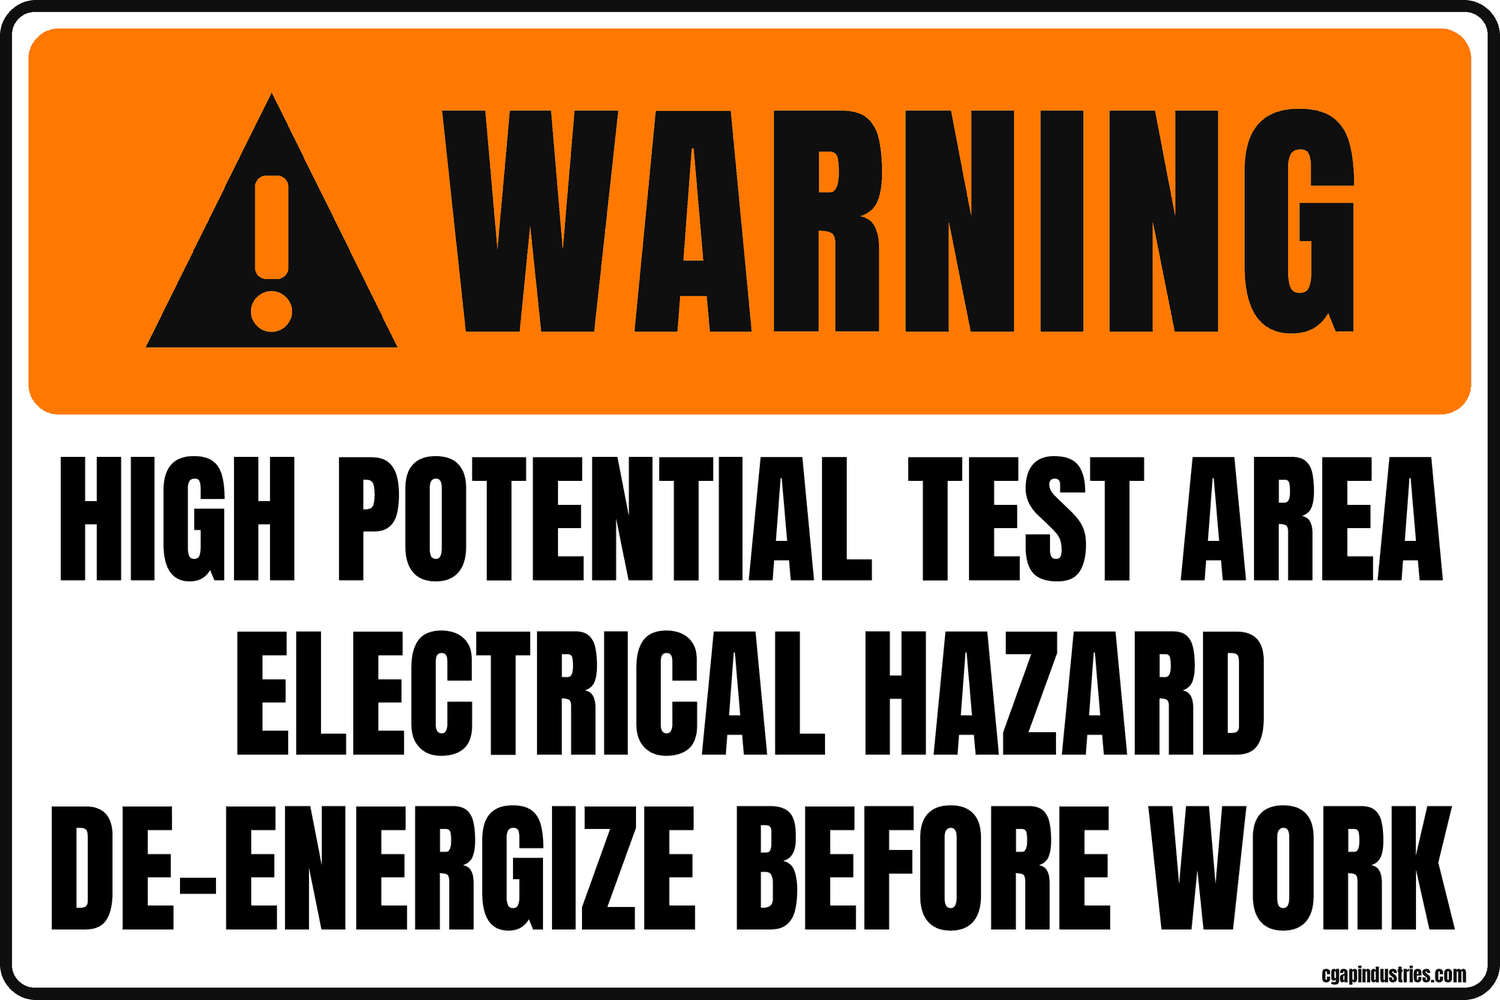 WARNING
HIGH POTENTIAL TEST AREA
ELECTRICAL HAZARD
DE-ENERGIZE BEFORE WORK
cgapindustries.com